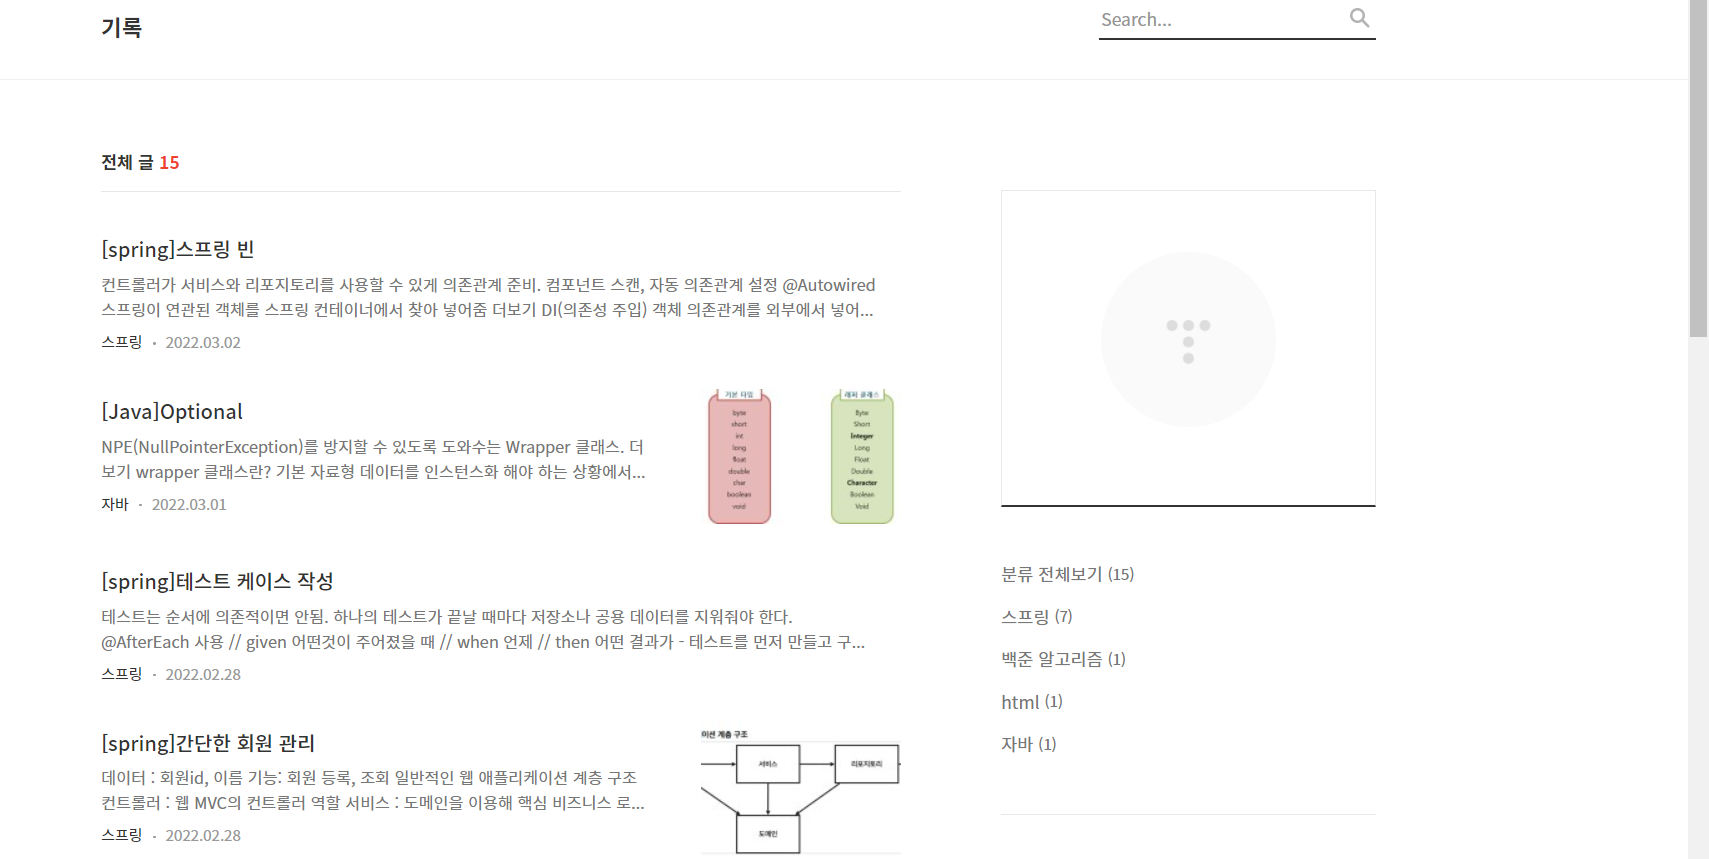 기록
Search...
전체 글 15
[spring]스프링 빈
컨트롤러가 서비스와 리포지토리를 사용할 수 있게 의존관계 준비. 컴포넌트 스캔, 자동 의존관계 설정 @Autowired
스프링이 연관된 객체를 스프링 컨테이너에서 찾아 넣어줌 더보기 DI(의존성 주입) 객체 의존관계를 외부에서 넣어...
스프링 · 2022.03.02
[Java]Optional
NPE(NullPointerException)를 방지할 수 있도록 도와수는 Wrapper 클래스. 더
보기 wrapper 클래스란? 기본 자료형 데이터를 인스턴스화 해야 하는 상황에서...
자바 · 2022.03.01
기본 타입
byte
short
int
long
float
double
char
boolean
void
래퍼 클래스
Byte
Short
Integer
Long
Float
Double
Character
Boolean
Void
[spring]테스트 케이스 작성
테스트는 순서에 의존적이면 안됨. 하나의 테스트가 끝날 때마다 저장소나 공용 데이터를 지워줘야 한다.
@AfterEach 사용 // given 어떤것이 주어졌을 때 // when 언제 // then 어떤 결과가 - 테스트를 먼저 만들고 구...
스프링 · 2022.02.28
[spring]간단한 회원 관리
데이터 : 회원id, 이름 기능: 회원 등록, 조회 일반적인 웹 애플리케이션 계층 구조
컨트롤러 : 웹 MVC의 컨트롤러 역할 서비스 : 도메인을 이용해 핵심 비즈니스 로...
스프링 · 2022.02.28
미션 계층 구조
서비스
리포지토리
도메인
분류 전체보기 (15)
스프링 (7)
백준 알고리즘 (1)
html (1)
자바 (1)